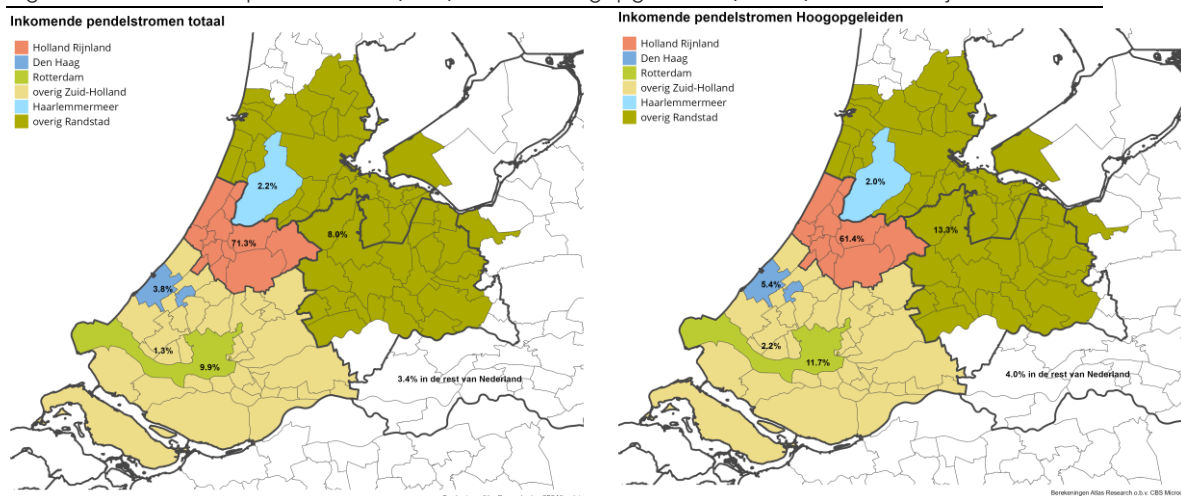 Inkomende pendelstromen totaal
Holland Rijnland
Den Haag
Rotterdam
overig Zuid-Holland
Haarlemmermeer
overig Randstad
2.2%
71.3%
8.0%
3.8%
1.3%
9.9%
3.4% in de rest van Nederland
Inkomende pendelstromen Hoogopgeleiden
Holland Rijnland
Den Haag
Rotterdam
overig Zuid-Holland
Haarlemmermeer
overig Randstad
2.0%
61.4%
13.3%
5.4%
2.2%
11.7%
4.0% in de rest van Nederland
Berekeningen Atlas Research o.b.v. CBS Micro